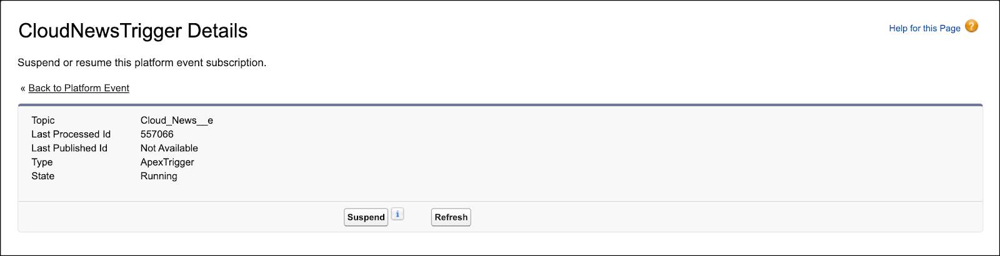 CloudNewsTrigger Details
Help for this Page ?
Suspend or resume this platform event subscription.
« Back to Platform Event
Topic Cloud_News__e
Last Processed Id 557066
Last Published Id Not Available
Type ApexTrigger
State Running
Suspend i Refresh